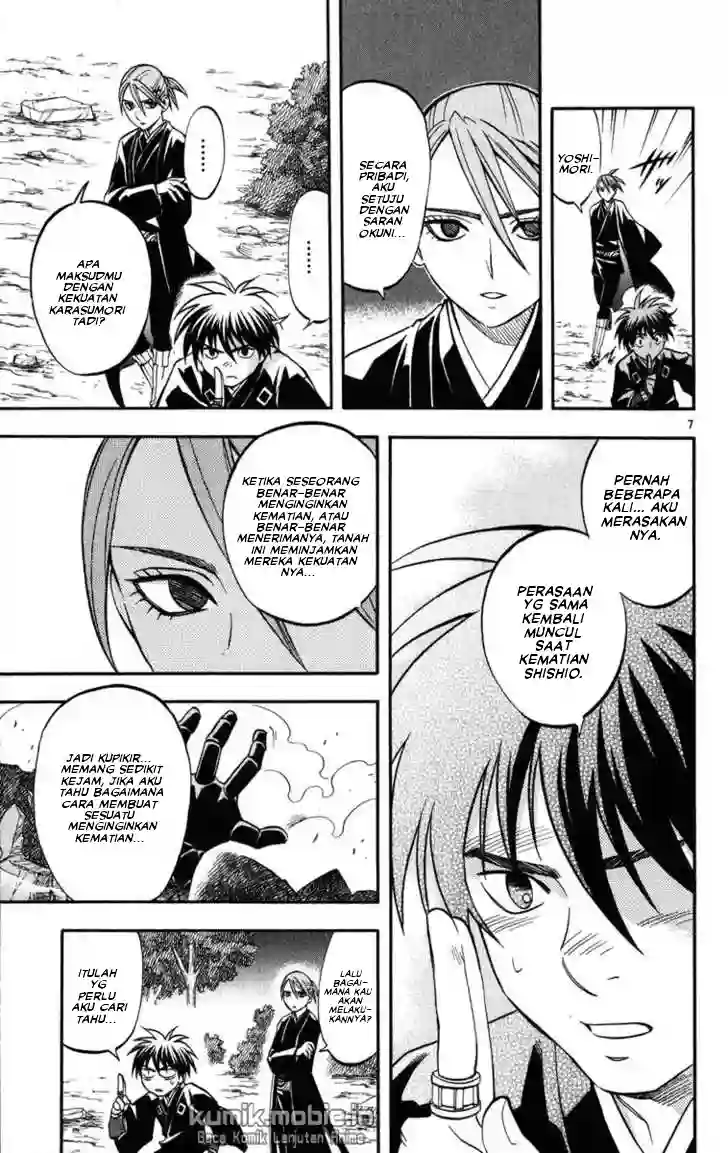 YOSHI-
MORI.
SECARA
PRIBADI,
AKU
SETUJU
DENGAN
SARAN
OKUNI...
.....
.....
APA
MAKSUDMU
DENGAN
KEKUATAN
KARASUMORI
TADI?
7
PERNAH
BEBERAPA
KALI... AKU
MERASAKAN
NYA.
PERASAAN
YG SAMA
KEMBALI
MUNCUL
SAAT
KEMATIAN
SHISHIO.
KETIKA SESEORANG
BENAR-BENAR
MENGINGINKAN
KEMATIAN, ATAU
BENAR-BENAR
MENERIMANYA, TANAH
INI MEMINJAMKAN
MEREKA KEKUATAN
NYA...
JADI KUPIKIR...
MEMANG SEDIKIT
KEJAM, JIKA AKU
TAHU BAGAIMANA
CARA MEMBUAT
SESUATU
MENGINGINKAN
KEMATIAN...
LALU
BAGAI-
MANA KAU
AKAN
MELAKU-
KANNYA?
ITULAH
YG
PERLU
AKU CARI
TAHU...
kumik.mobie.in
Baca Komik Lanjutan Anime